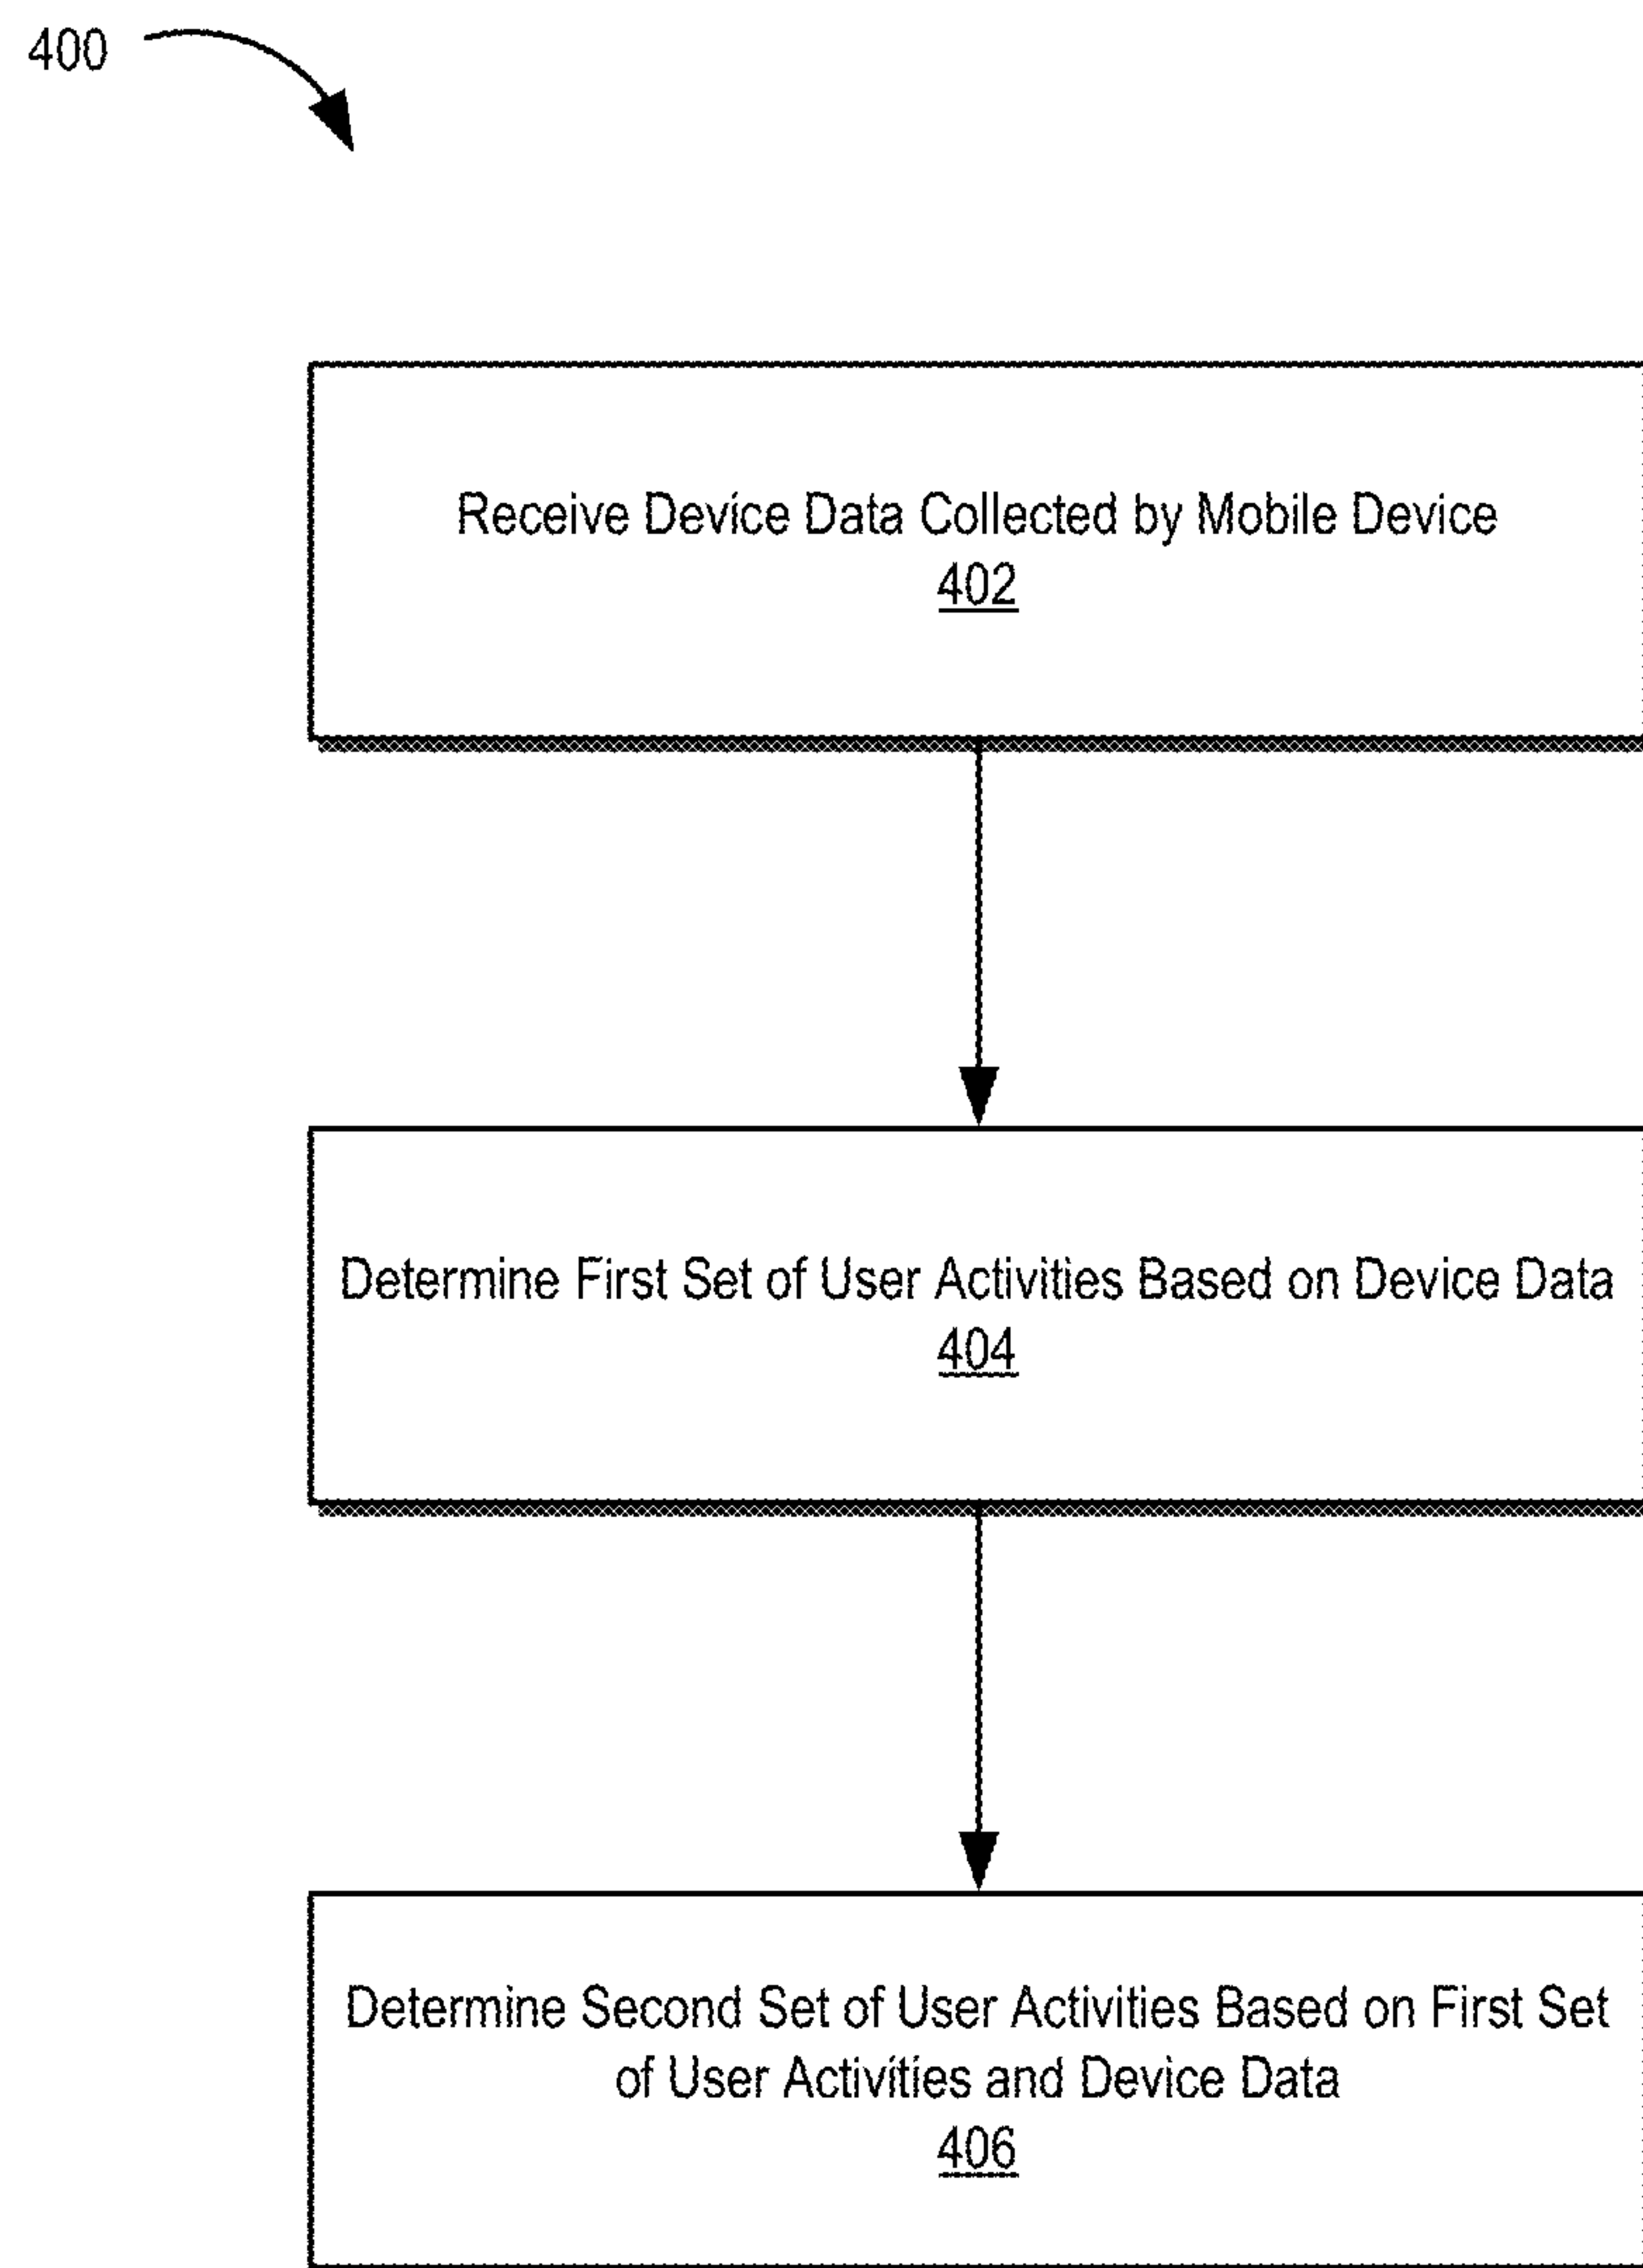 400
Receive Device Data Collected by Mobile Device
402
Determine First Set of User Activities Based on Device Data
404
Determine Second Set of User Activities Based on First Set
of User Activities and Device Data
406